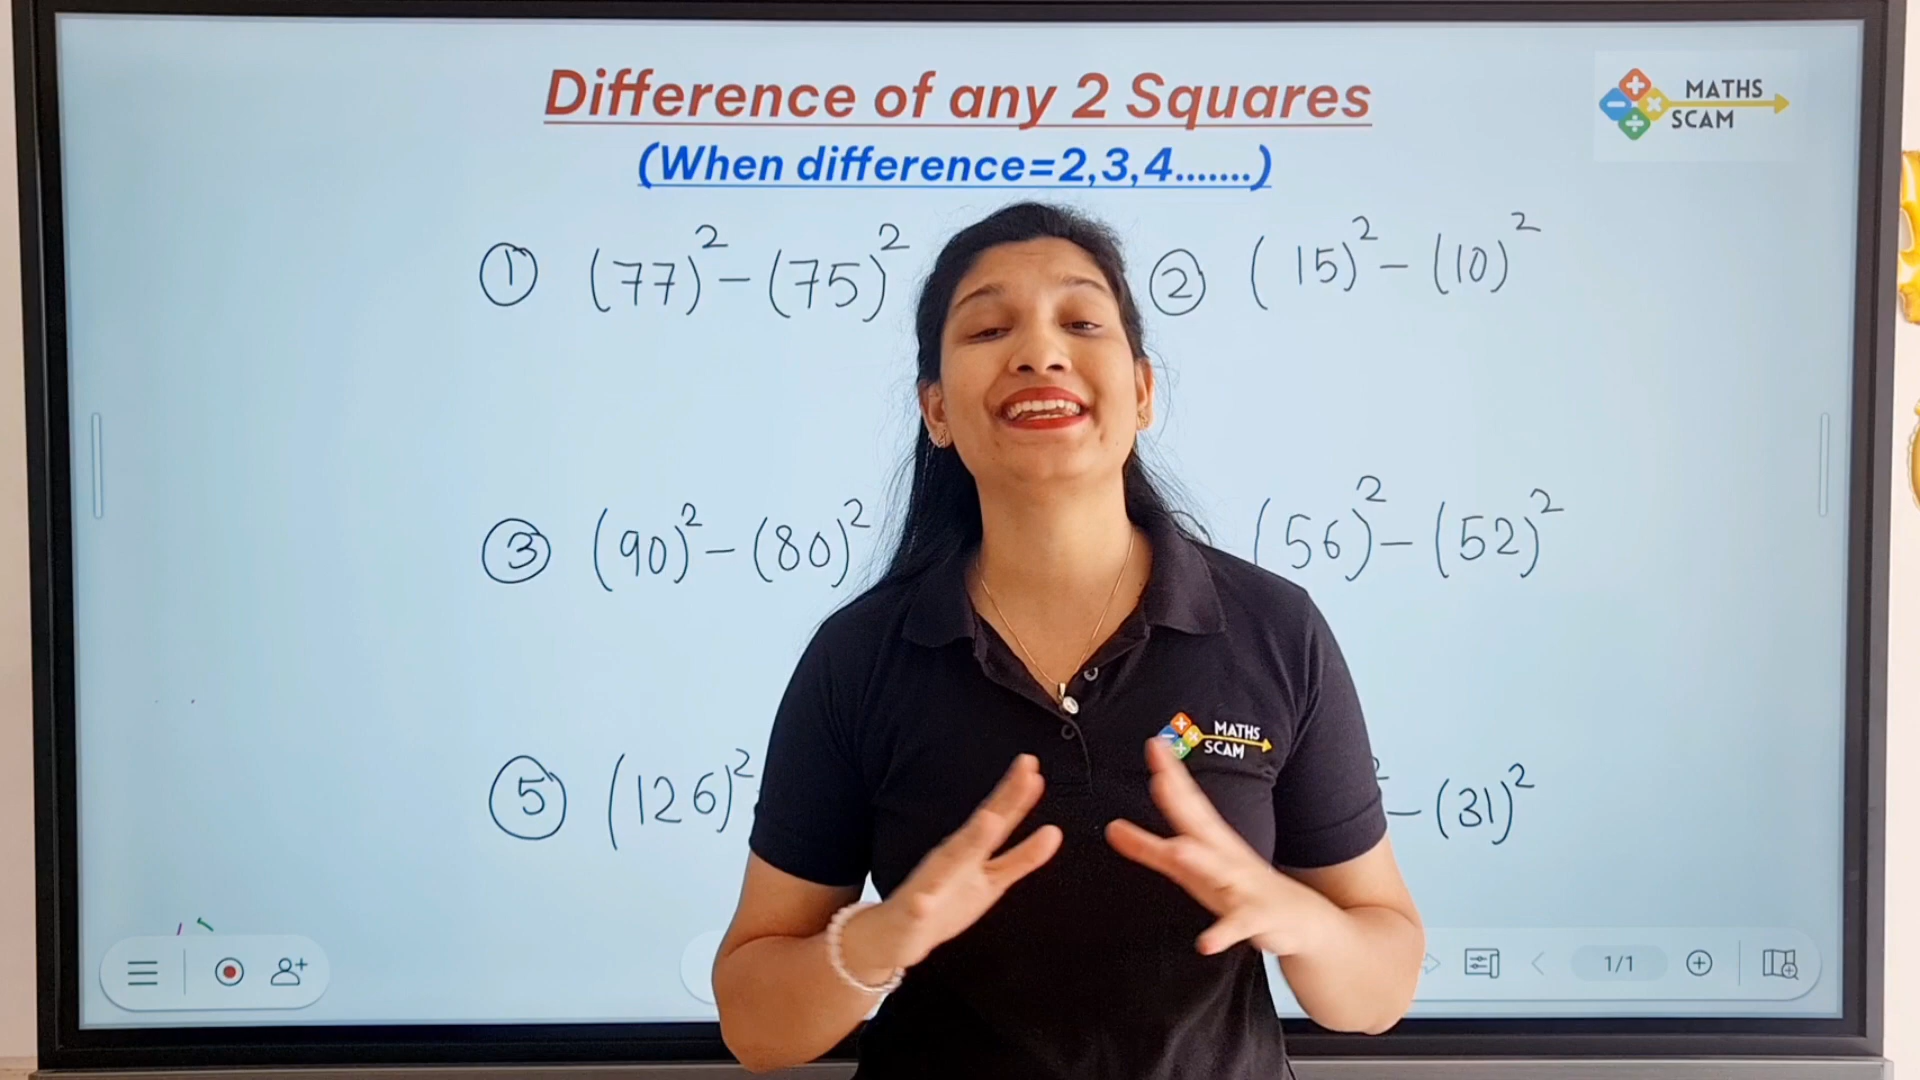 Difference of any 2 Squares
MATHS
SCAM
(When difference=2,3,4.......)
① (77)² - (75)²
② (15)² - (10)²
③ (90)² - (80)²
(56)² - (52)²
⑤ (126)²
- (31)²
MATHS
SCAM
1/1